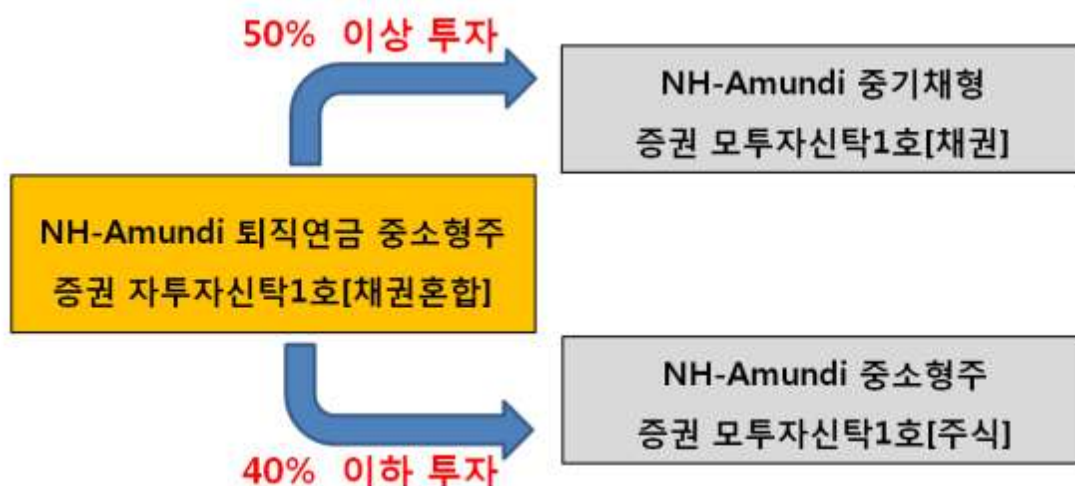 50% 이상 투자
NH-Amundi 중기채형
증권 모투자신탁1호[채권]
NH-Amundi 퇴직연금 중소형주
증권 자투자신탁1호[채권혼합]
NH-Amundi 중소형주
증권 모투자신탁1호[주식]
40% 이하 투자